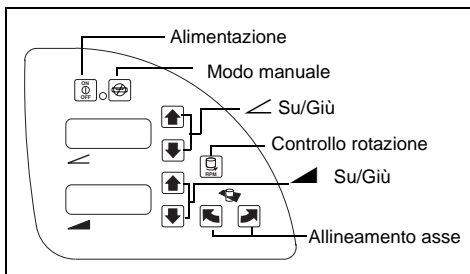 Alimentazione
Modo manuale
ON
OFF
Su/Giù
Controllo rotazione
RPM
Su/Giù
Allineamento asse